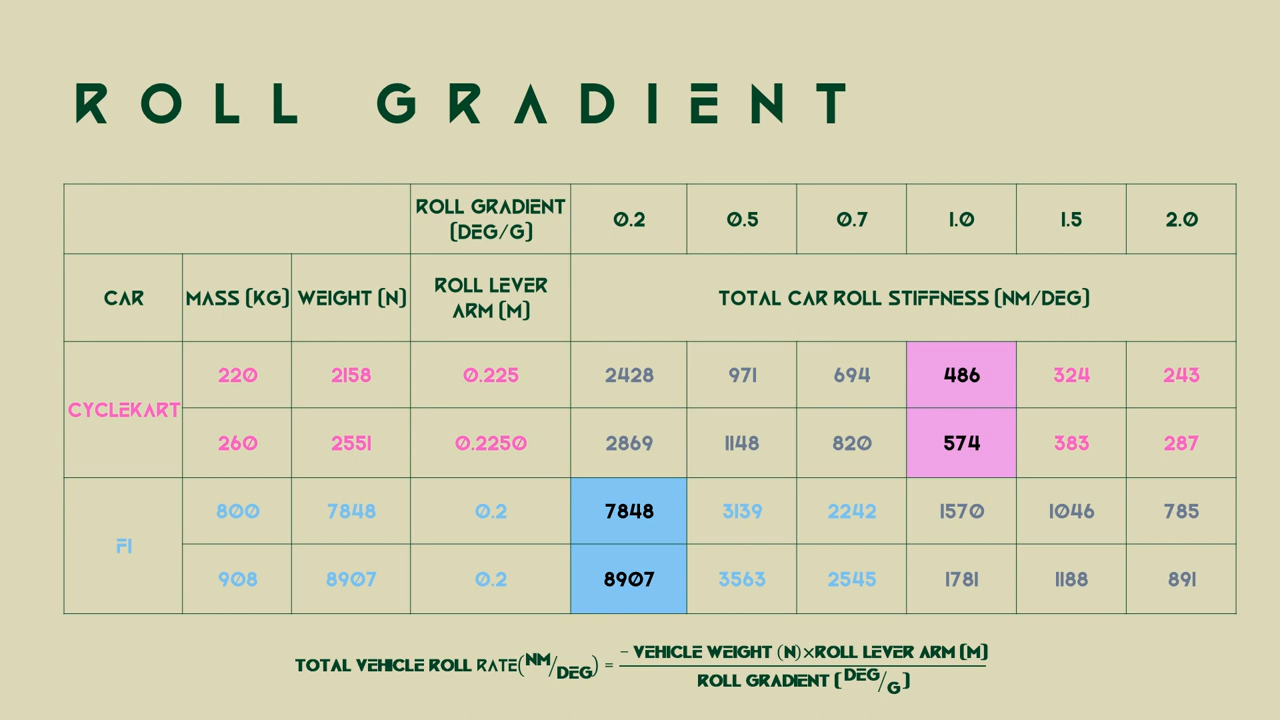 ROLL GRADIENT
ROLL GRADIENT (DEG/G) 0.2 0.5 0.7 1.0 1.5 2.0
CAR MASS (KG) WEIGHT (N) ROLL LEVER ARM (M) TOTAL CAR ROLL STIFFNESS (NM/DEG)
CYCLEKART
220 2158 0.225 2428 971 694 486 324 243
260 2551 0.2250 2869 1148 820 574 383 287
F1
800 7848 0.2 7848 3139 2242 1570 1046 785
908 8907 0.2 8907 3563 2545 1781 1188 891
TOTAL VEHICLE ROLL RATE(NM/DEG) = - VEHICLE WEIGHT (N)×ROLL LEVER ARM (M)
ROLL GRADIENT (DEG/G)